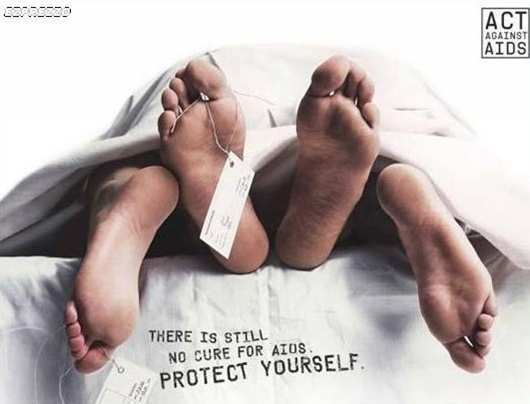 ACT
AGAINST
AIDS
THERE IS STILL
NO CURE FOR AIDS.
PROTECT YOURSELF.